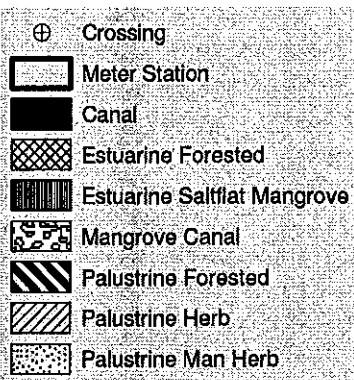 Crossing
Meter Station
Canal
Estuarine Forested
Estuarine Saltflat Mangrove
Mangrove Canal
Palustrine Forested
Palustrine Herb
Palustrine Man Herb